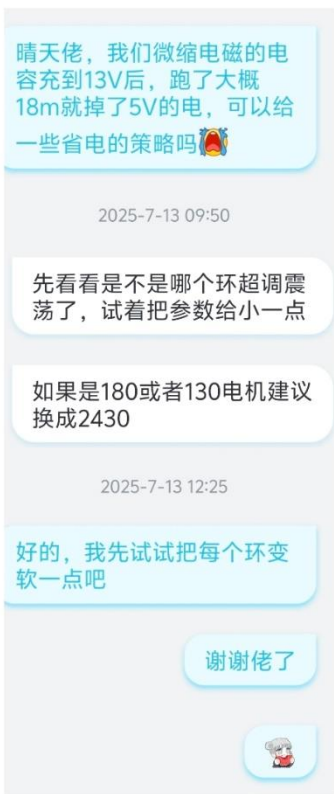 晴天佬，我们微缩电磁的电
容充到13V后，跑了大概
18m就掉了5V的电，可以给
一些省电的策略吗
2025-7-13 09:50
先看看是不是哪个环超调震
荡了，试着把参数给小一点
如果是180或者130电机建议
换成2430
2025-7-13 12:25
好的，我先试试把每个环变
软一点吧
谢谢佬了